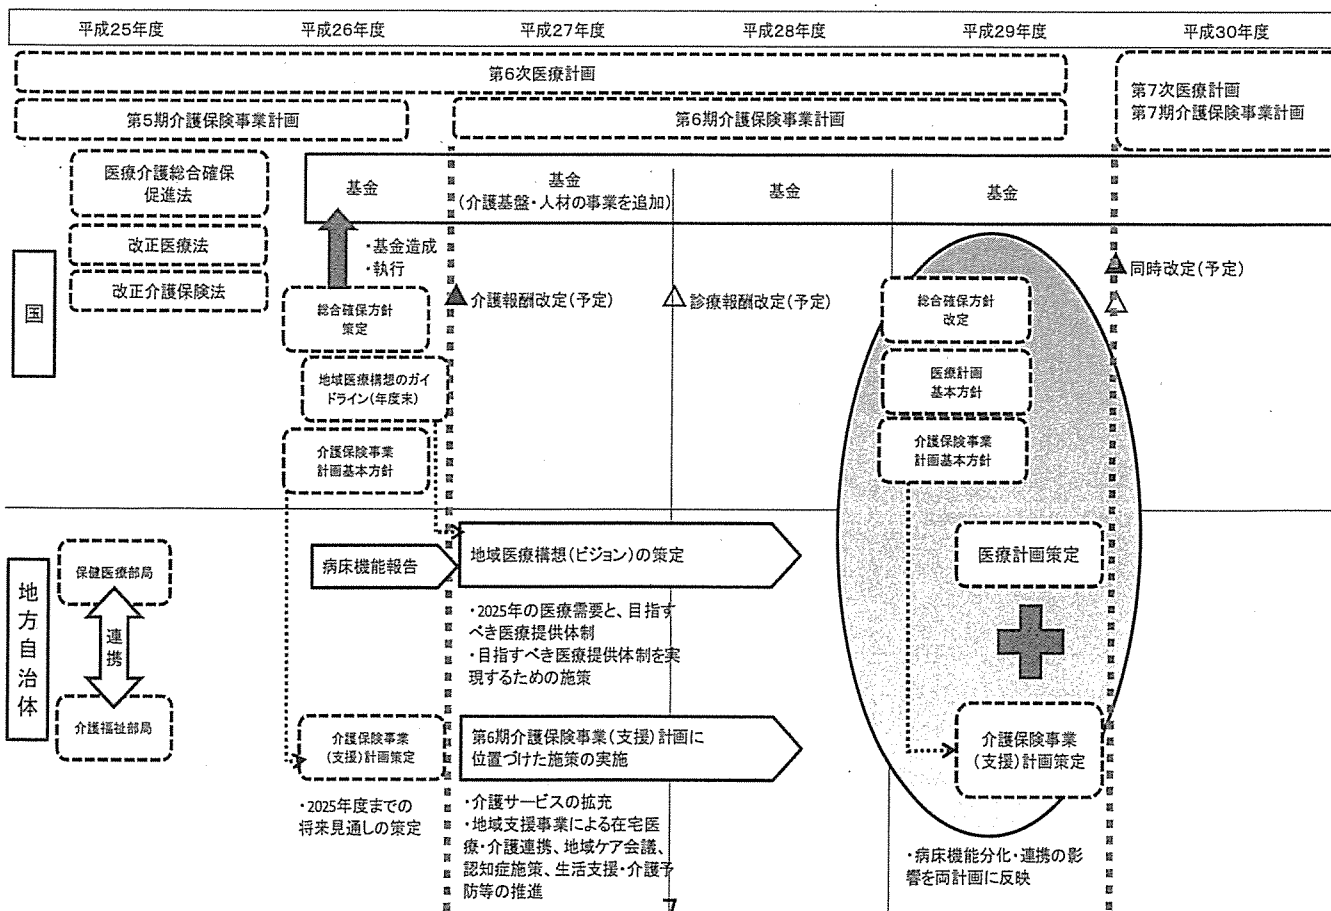 平成25年度
平成26年度
平成27年度
平成28年度
平成29年度
平成30年度
第6次医療計画
第5期介護保険事業計画
第6期介護保険事業計画
第7次医療計画
第7期介護保険事業計画
国
医療介護総合確保
促進法
改正医療法
改正介護保険法
基金
基金
(介護基盤・人材の事業を追加)
基金
基金
・基金造成
・執行
総合確保方針
策定
地域医療構想のガイ
ドライン(年度末)
介護保険事業
計画基本方針
介護報酬改定(予定)
診療報酬改定(予定)
同時改定(予定)
総合確保方針
改定
医療計画
基本方針
介護保険事業
計画基本方針
地方自治体
保健医療部局
連携
介護福祉部局
病床機能報告
地域医療構想(ビジョン)の策定
・2025年の医療需要と、目指す
べき医療提供体制
・目指すべき医療提供体制を実
現するための施策
介護保険事業
(支援)計画策定
・2025年度までの
将来見通しの策定
第6期介護保険事業(支援)計画に
位置づけた施策の実施
・介護サービスの拡充
・地域支援事業による在宅医
療・介護連携、地域ケア会議、
認知症施策、生活支援・介護予
防等の推進
医療計画策定
介護保険事業
(支援)計画策定
・病床機能分化・連携の影
響を両計画に反映